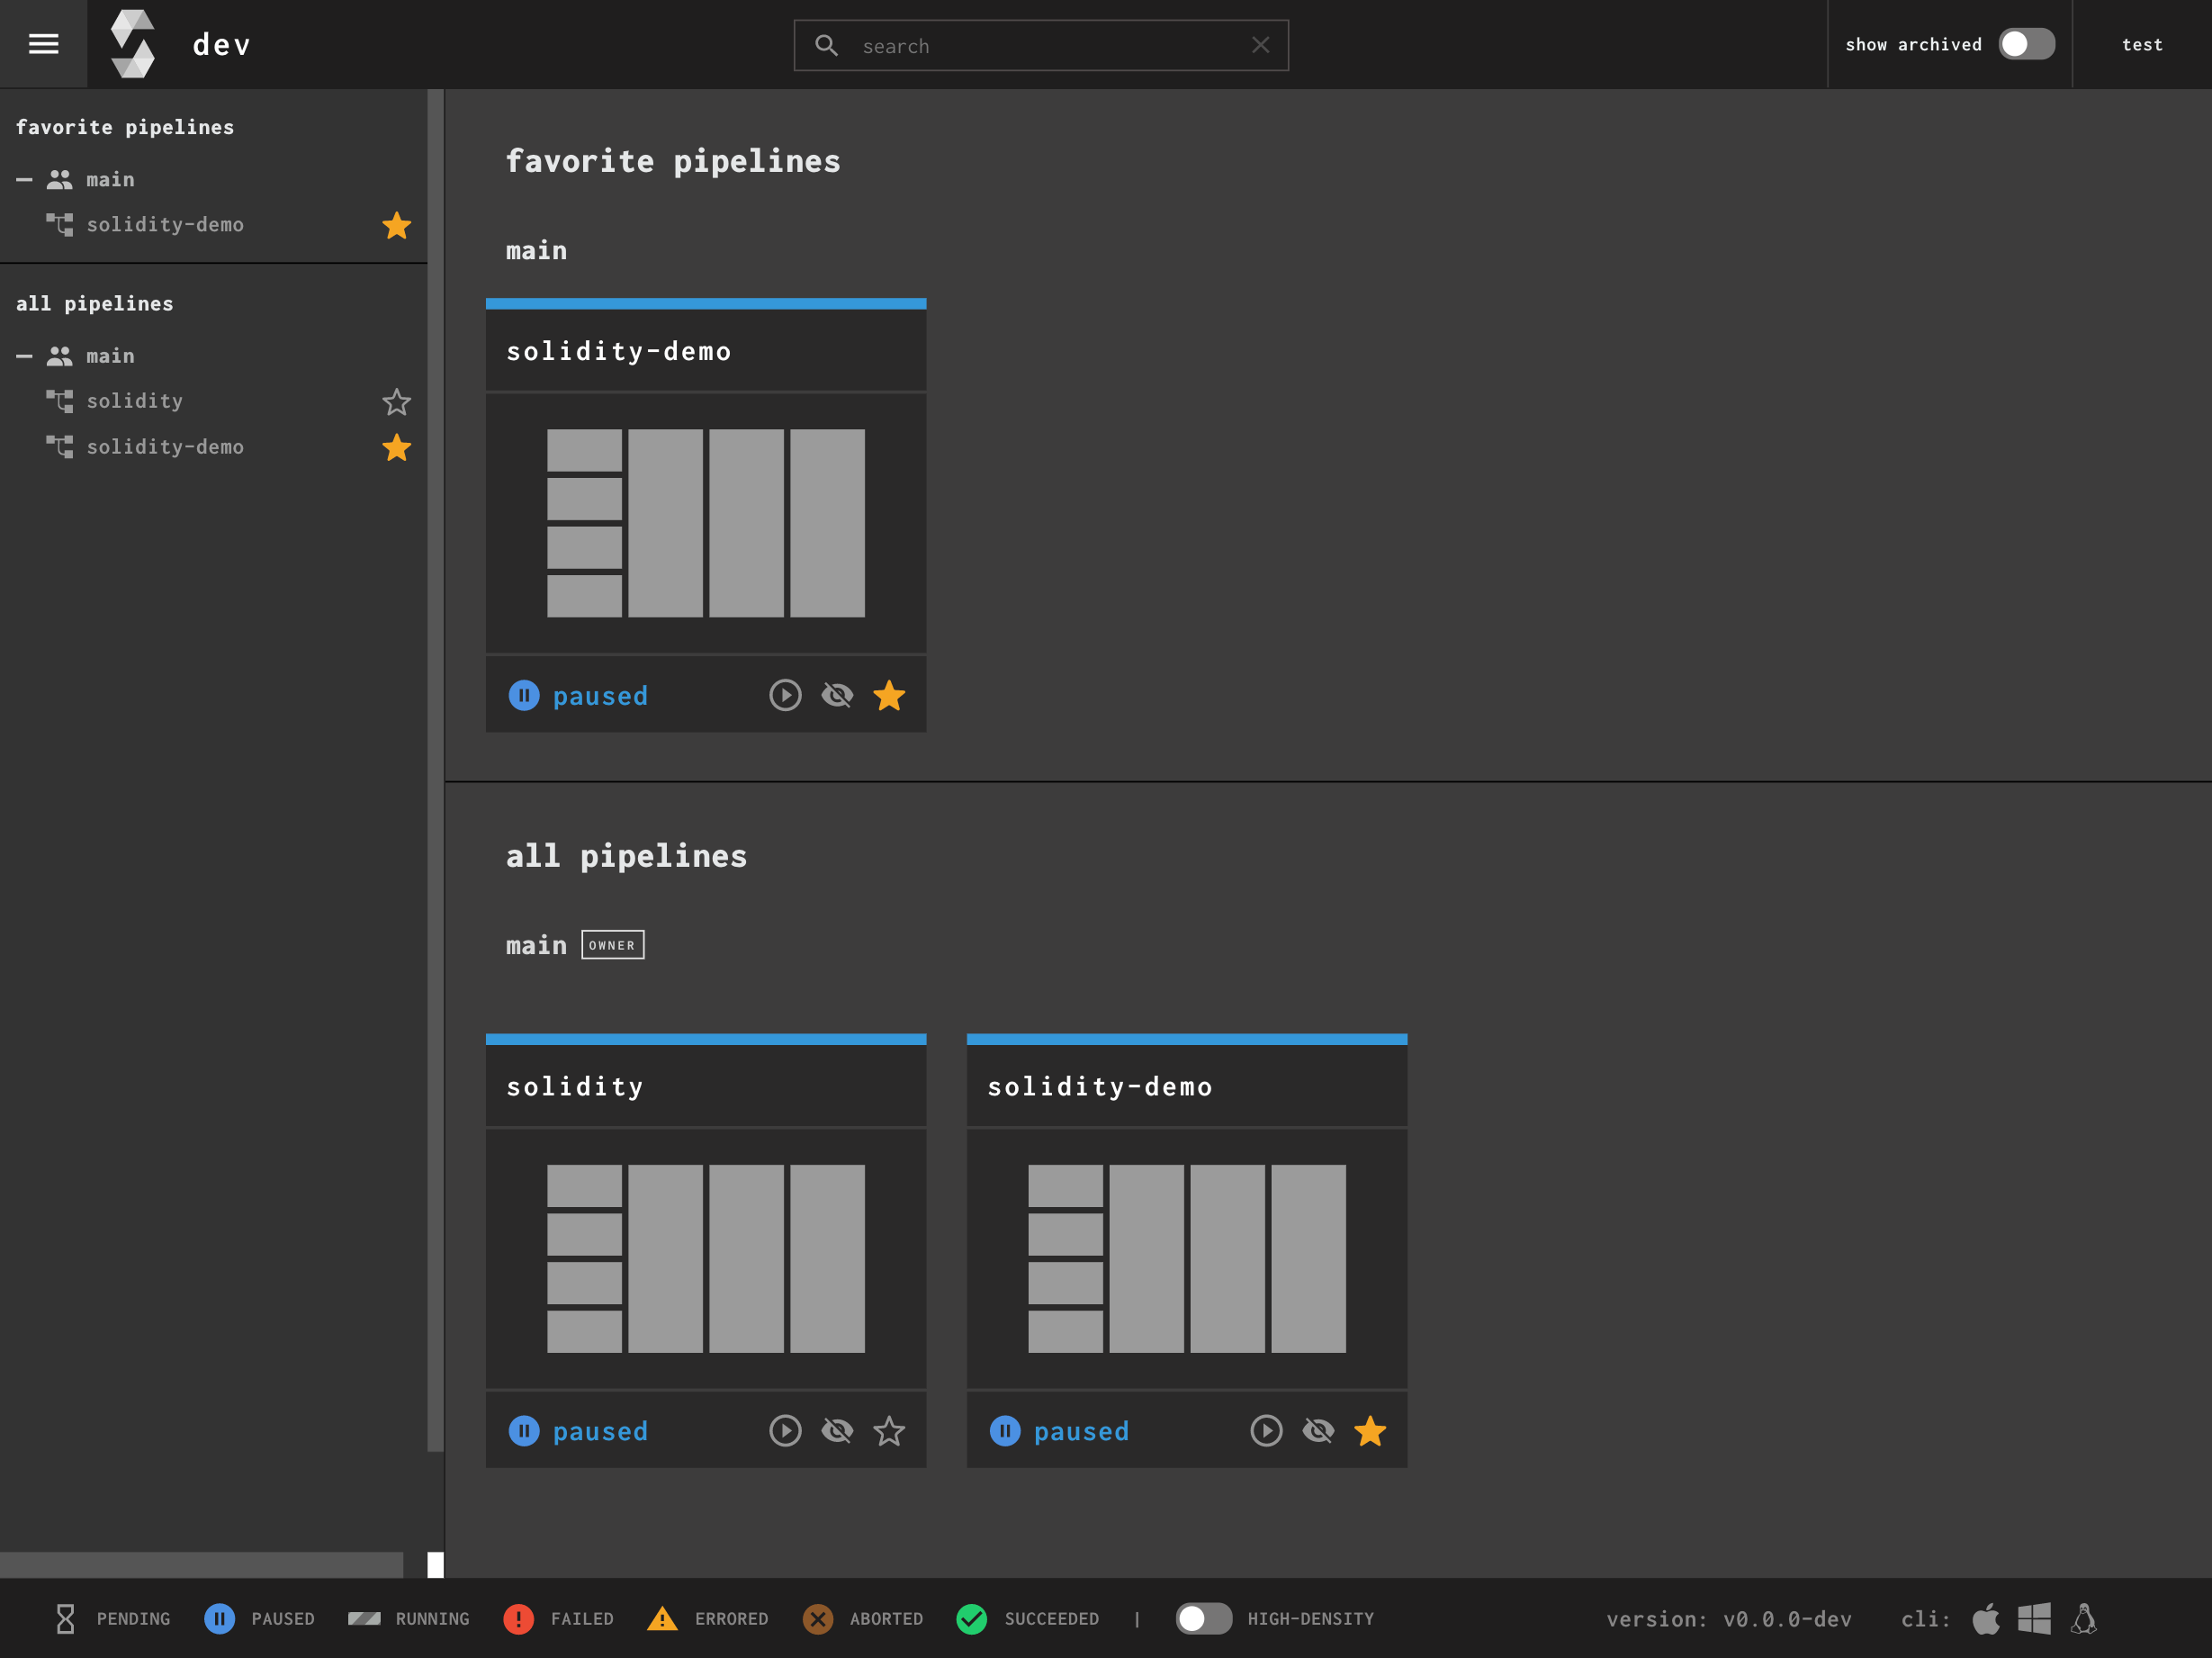 dev
search
show archived
test
favorite pipelines
main
solidity-demo
all pipelines
main
solidity
solidity-demo
favorite pipelines
main
solidity-demo
paused
all pipelines
main OWNER
solidity
paused
solidity-demo
paused
PENDING PAUSED RUNNING FAILED ERRORED ABORTED SUCCEEDED | HIGH-DENSITY version: v0.0.0-dev cli: